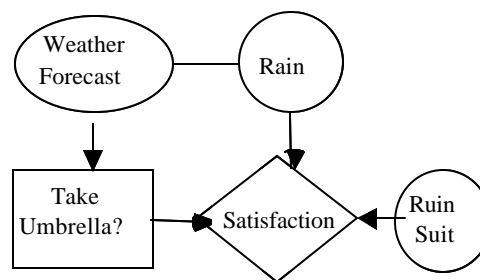 Weather
Forecast
Rain
Take
Umbrella?
Satisfaction
Ruin
Suit